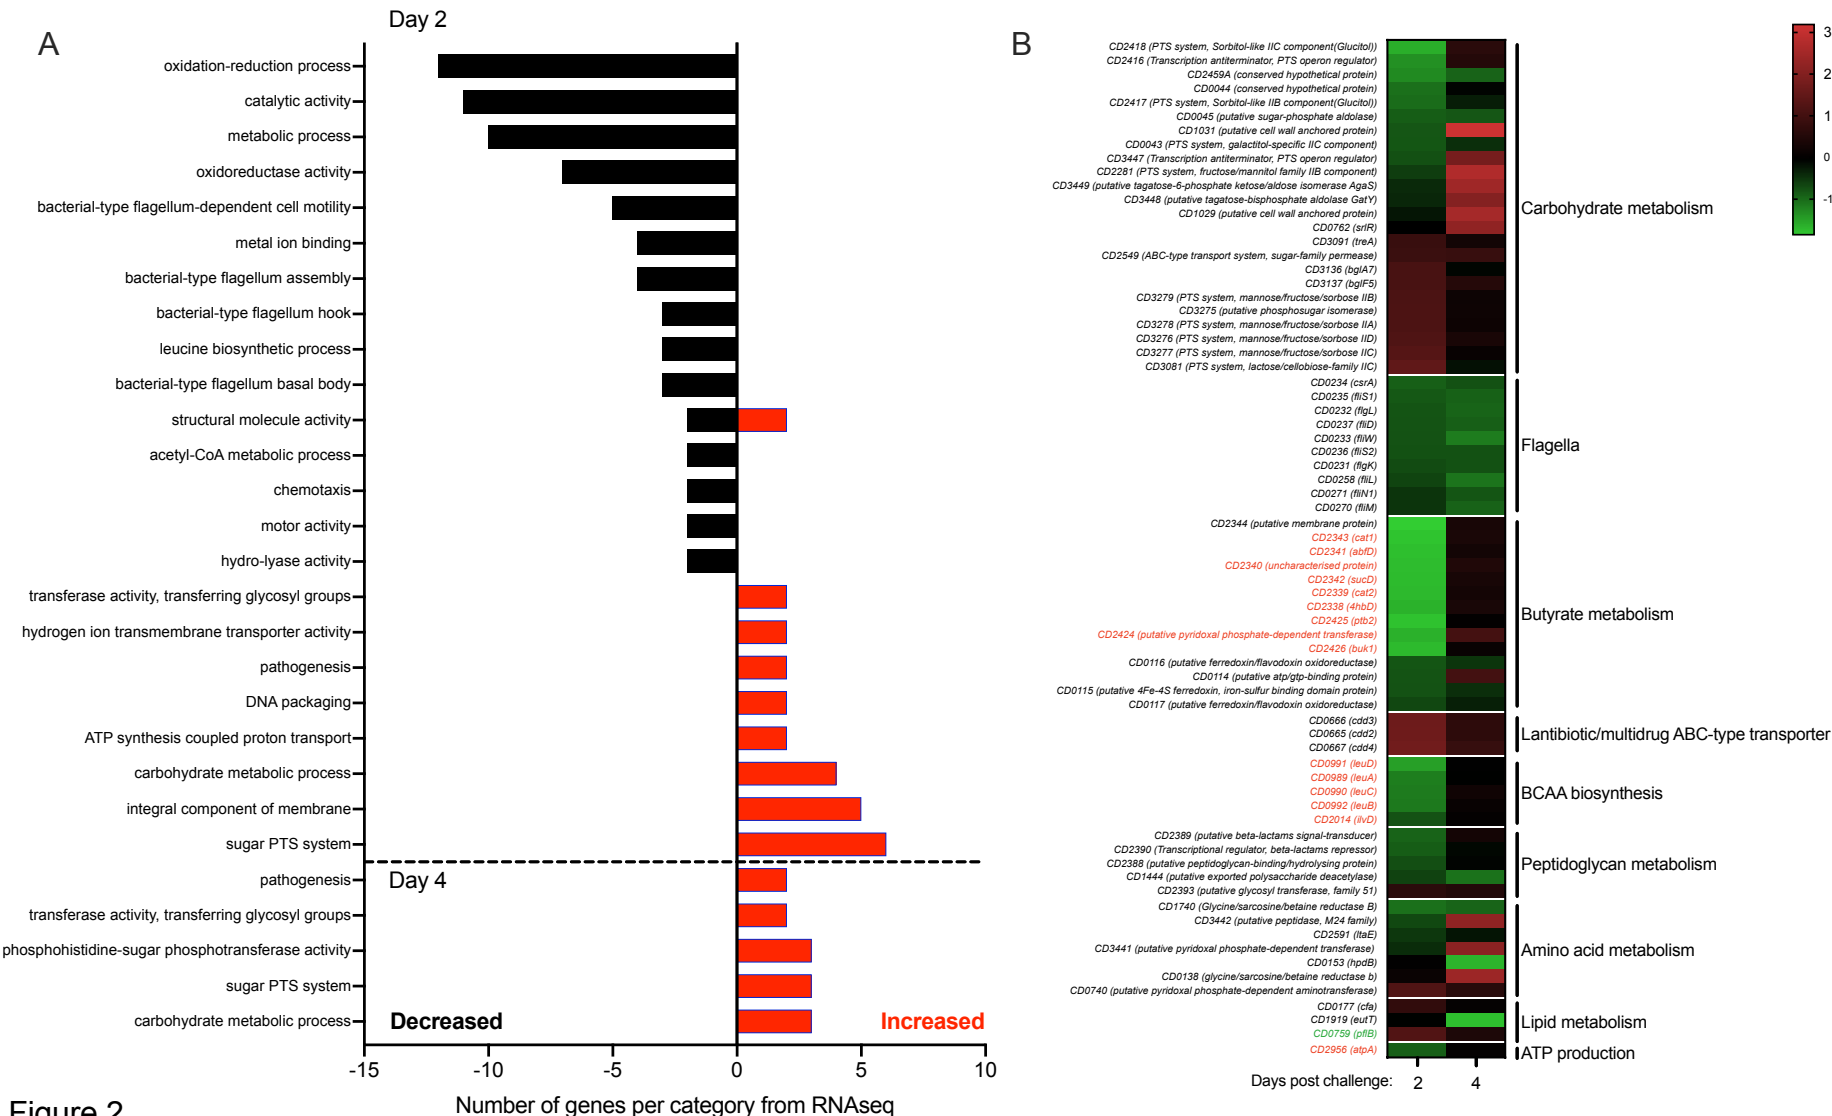 A
Day 2
oxidation-reduction process
catalytic activity
metabolic process
oxidoreductase activity
bacterial-type flagellum-dependent cell motility
metal ion binding
bacterial-type flagellum assembly
bacterial-type flagellum hook
leucine biosynthetic process
bacterial-type flagellum basal body
structural molecule activity
acetyl-CoA metabolic process
chemotaxis
motor activity
hydro-lyase activity
transferase activity, transferring glycosyl groups
hydrogen ion transmembrane transporter activity
pathogenesis
DNA packaging
ATP synthesis coupled proton transport
carbohydrate metabolic process
integral component of membrane
sugar PTS system
Day 4
pathogenesis
transferase activity, transferring glycosyl groups
phosphohistidine-sugar phosphotransferase activity
sugar PTS system
carbohydrate metabolic process
Decreased Increased
-15 -10 -5 0 5 10
Number of genes per category from RNAseq
Figure 2
B
CD2418 (PTS system, Sorbitol-like IIC component(Glucitol))
CD2416 (Transcription antiterminator, PTS operon regulator)
CD2459A (conserved hypothetical protein)
CD0044 (conserved hypothetical protein)
CD2417 (PTS system, Sorbitol-like IIB component(Glucitol))
CD0045 (putative sugar-phosphate aldolase)
CD1031 (putative cell wall anchored protein)
CD0043 (PTS system, galactitol-specific IIC component)
CD3447 (Transcription antiterminator, PTS operon regulator)
CD2281 (PTS system, fructose/mannitol family IIB component)
CD3449 (putative tagatose-6-phosphate ketose/aldose isomerase AgaS)
CD3448 (putative tagatose-bisphosphate aldolase GatY)
CD1029 (putative cell wall anchored protein)
CD0762 (srlR)
CD3091 (treA)
CD2549 (ABC-type transport system, sugar-family permease)
CD3136 (bglA7)
CD3137 (bglF5)
CD3279 (PTS system, mannose/fructose/sorbose IIB)
CD3275 (putative phosphosugar isomerase)
CD3278 (PTS system, mannose/fructose/sorbose IIA)
CD3276 (PTS system, mannose/fructose/sorbose IID)
CD3277 (PTS system, mannose/fructose/sorbose IIC)
CD3081 (PTS system, lactose/cellobiose-family IIC)
Carbohydrate metabolism
CD0234 (csrA)
CD0235 (fliS1)
CD0232 (flgL)
CD0237 (fliD)
CD0233 (fliW)
CD0236 (fliS2)
CD0231 (flgK)
CD0258 (fliL)
CD0271 (fliN1)
CD0270 (fliM)
Flagella
CD2344 (putative membrane protein)
CD2343 (cat1)
CD2341 (abfD)
CD2340 (uncharacterised protein)
CD2342 (sucD)
CD2339 (cat2)
CD2338 (4hbD)
CD2425 (ptb2)
CD2424 (putative pyridoxal phosphate-dependent transferase)
CD2426 (buk1)
CD0116 (putative ferredoxin/flavodoxin oxidoreductase)
CD0114 (putative atp/gtp-binding protein)
CD0115 (putative 4Fe-4S ferredoxin, iron-sulfur binding domain protein)
CD0117 (putative ferredoxin/flavodoxin oxidoreductase)
Butyrate metabolism
CD0666 (cdd3)
CD0665 (cdd2)
CD0667 (cdd4)
Lantibiotic/multidrug ABC-type transporter
CD0991 (leuD)
CD0989 (leuA)
CD0990 (leuC)
CD0992 (leuB)
CD2014 (ilvD)
BCAA biosynthesis
CD2389 (putative beta-lactams signal-transducer)
CD2390 (Transcriptional regulator, beta-lactams repressor)
CD2388 (putative peptidoglycan-binding/hydrolysing protein)
CD1444 (putative exported polysaccharide deacetylase)
CD2393 (putative glycosyl transferase, family 51)
Peptidoglycan metabolism
CD1740 (Glycine/sarcosine/betaine reductase B)
CD3442 (putative peptidase, M24 family)
CD2591 (ltaE)
CD3441 (putative pyridoxal phosphate-dependent transferase)
CD0153 (hpdB)
CD0138 (glycine/sarcosine/betaine reductase b)
CD0740 (putative pyridoxal phosphate-dependent aminotransferase)
Amino acid metabolism
CD0177 (cfa)
CD1919 (eutT)
CD0759 (pflB)
Lipid metabolism
CD2956 (atpA)
ATP production
Days post challenge: 2 4
3
2
1
0
-1